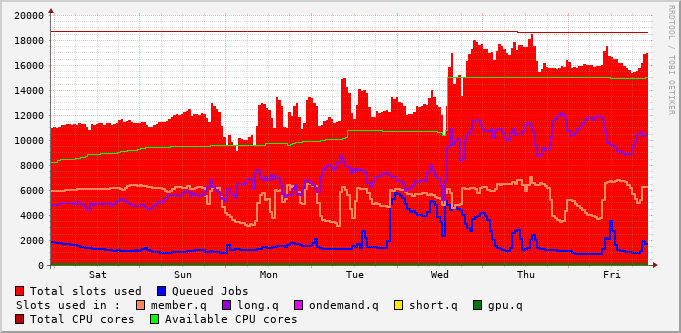 20000
18000
16000
14000
12000
10000
8000
6000
4000
2000
0
Sat Sun Mon Tue Wed Thu Fri
RRDTOOL / TOBI OETIKER
Total slots used Queued Jobs
Slots used in : member.q long.q ondemand.q short.q gpu.q
Total CPU cores Available CPU cores